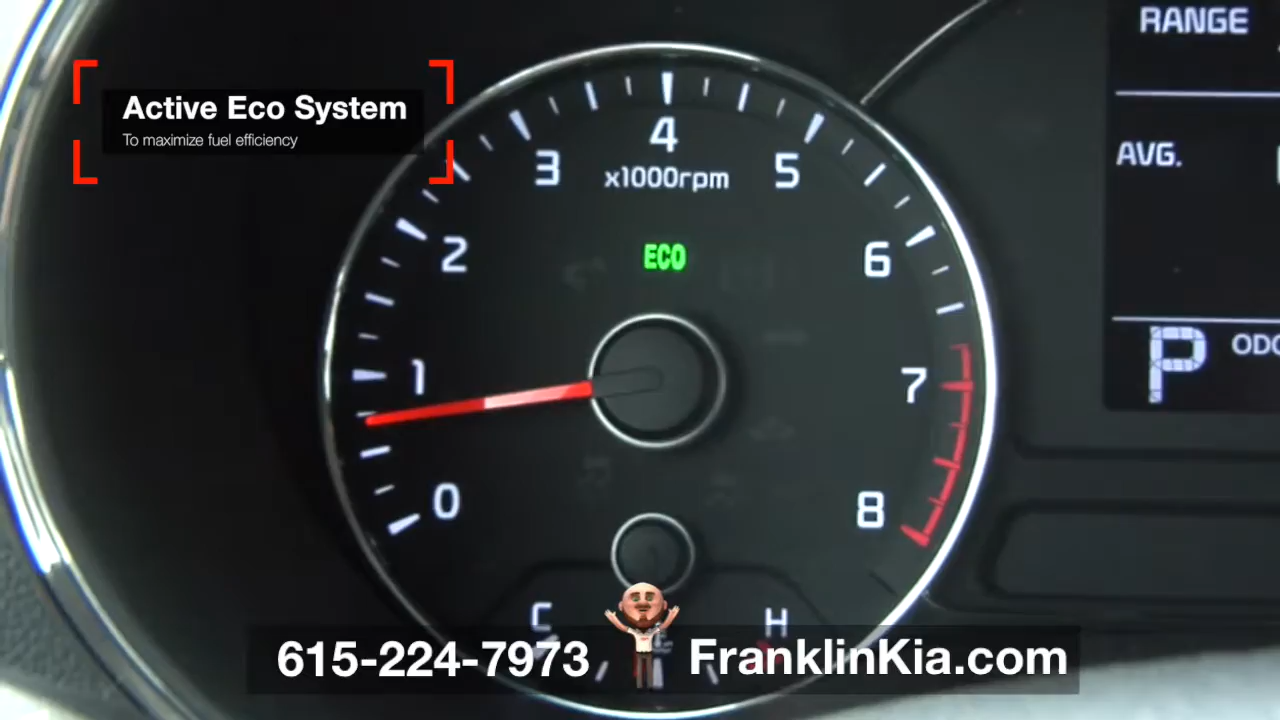 RANGE
Active Eco System
To maximize fuel efficiency
4
3
5
x1000rpm
AVG.
2
ECO
6
P
ODO
1
7
0
8
C
H
615-224-7973
FranklinKia.com